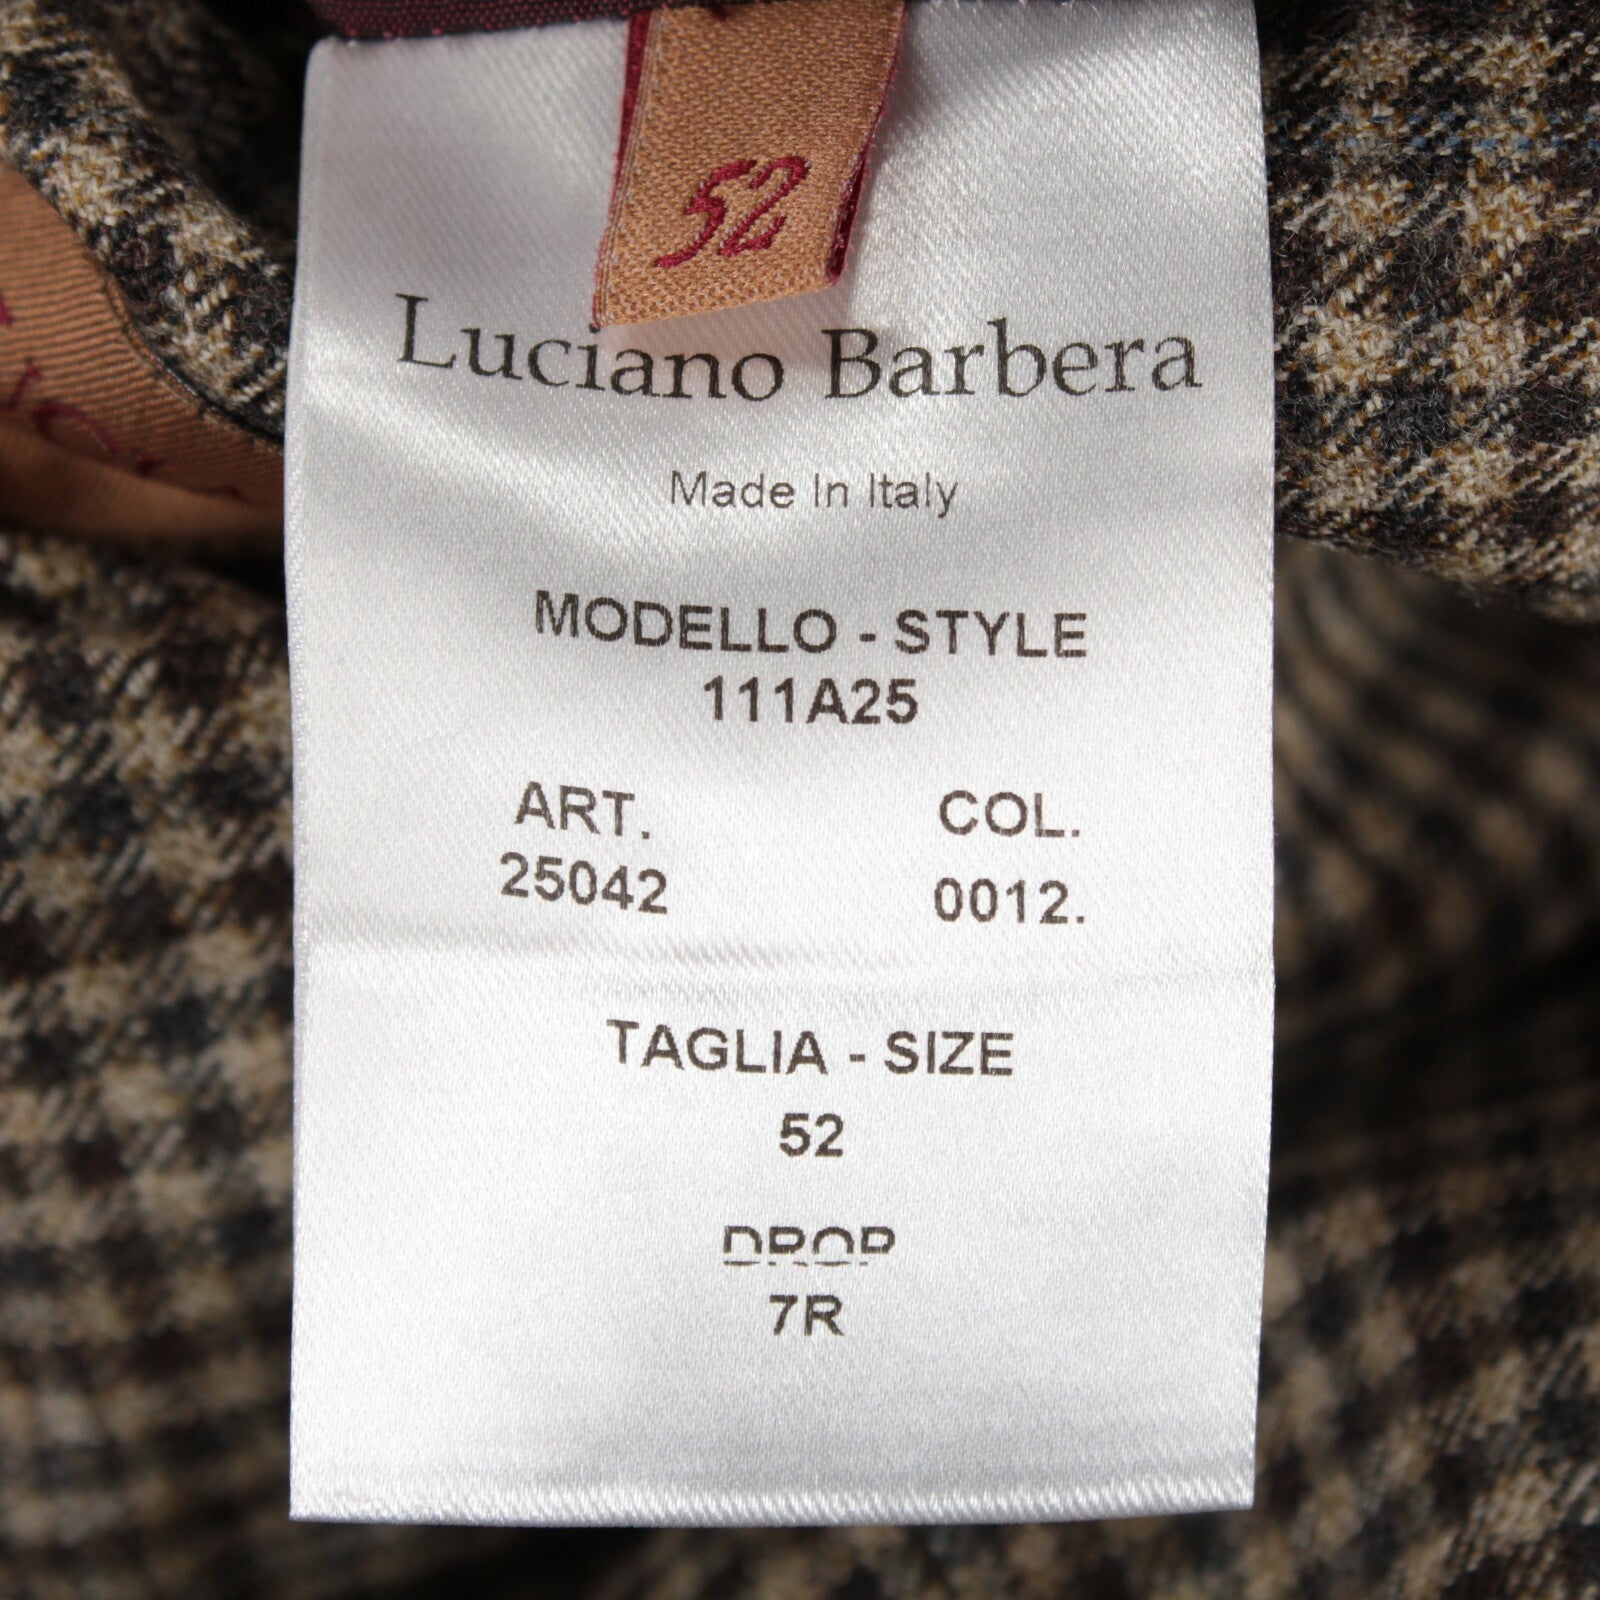 52
Luciano Barbera
Made In Italy
MODELLO - STYLE
111A25
ART. COL.
25042 0012.
TAGLIA - SIZE
52
DROP
7R